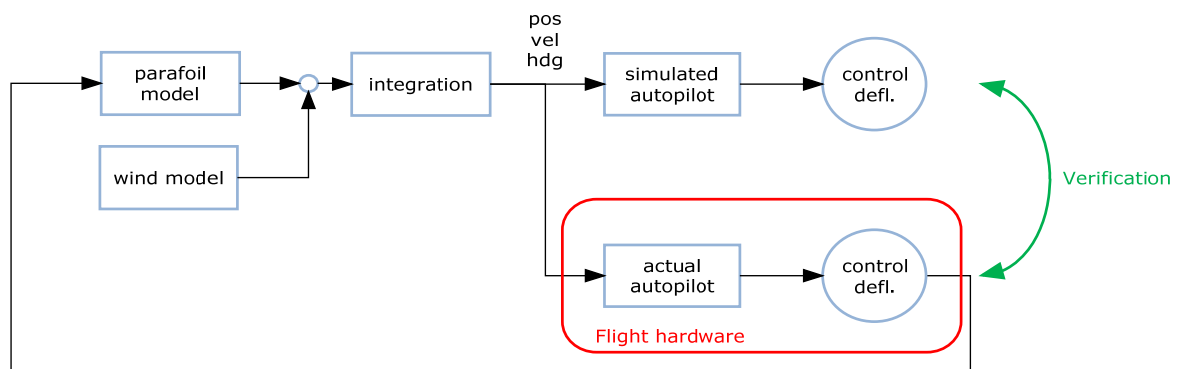 pos
vel
hdg
parafoil
model
integration
simulated
autopilot
control
defl.
wind model
Verification
actual
autopilot
control
defl.
Flight hardware